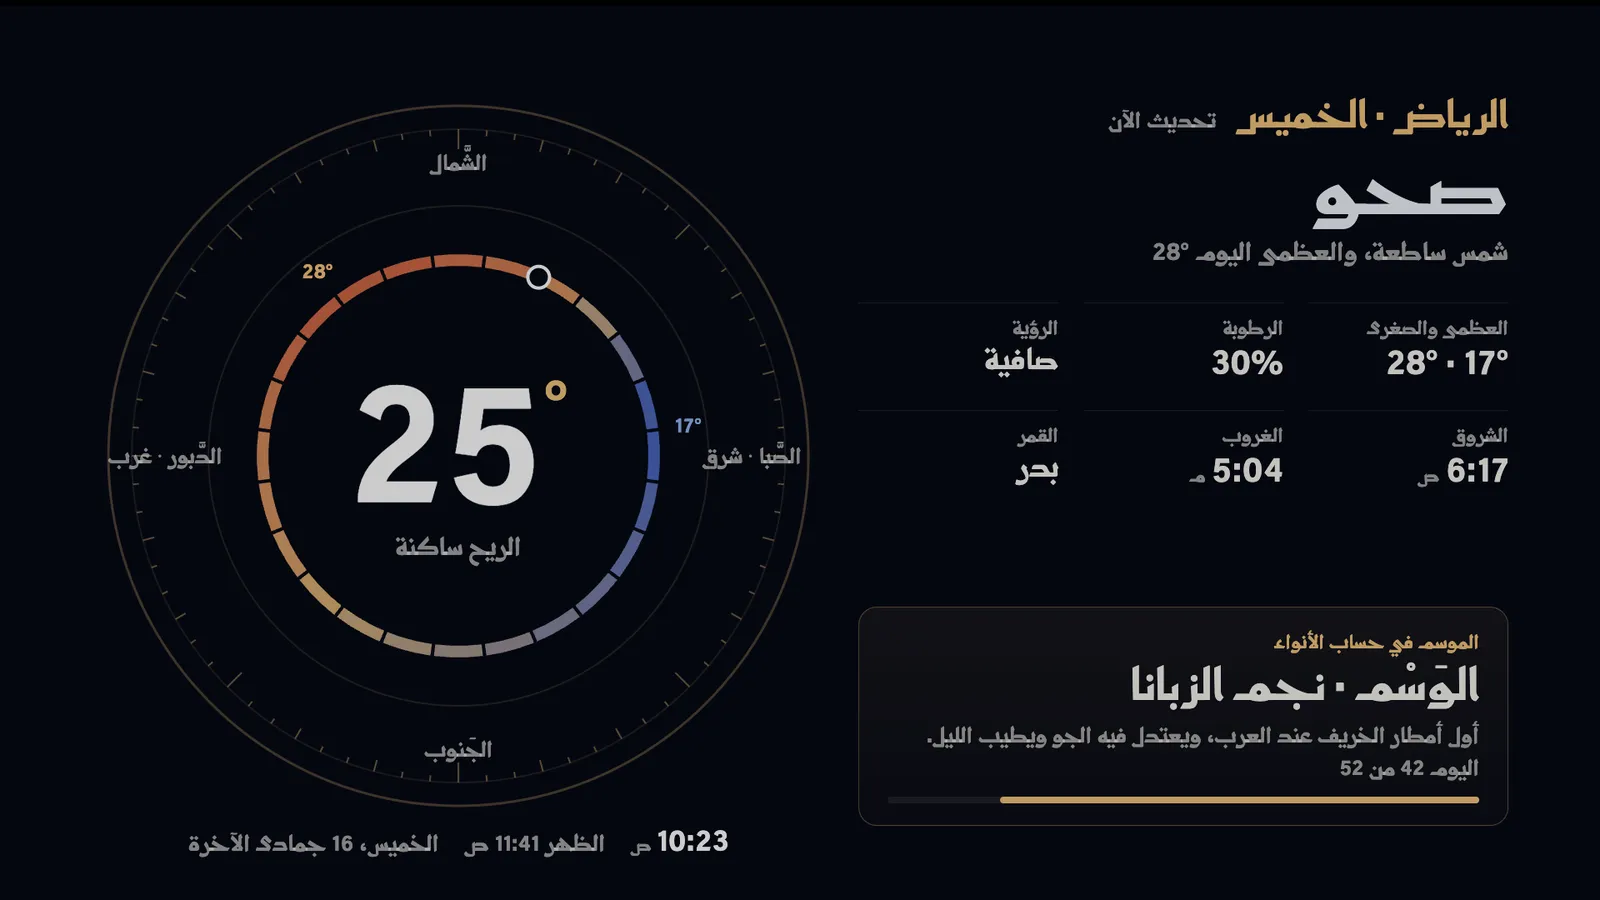 الرياض · الخميس تحديث الآن
صحو
شمس ساطعة، والعظمى اليوم 28°
العظمى والصغرى
28° · 17°
الرطوبة
30%
الرؤية
صافية
الشروق
6:17 ص
الغروب
5:04 م
القمر
بدر
الموسم في حساب الأنواء
الوَسْم · نجم الزبانا
أول أمطار الخريف عند العرب، ويعتدل فيه الجو ويطيب الليل.
اليوم 42 من 52
الشَّمال
28°
17°
25°
الصَّبا · شرق
الدَّبور · غرب
الريح ساكنة
الجَنوب
10:23 ص الظهر 11:41 ص الخميس، 16 جمادى الآخرة